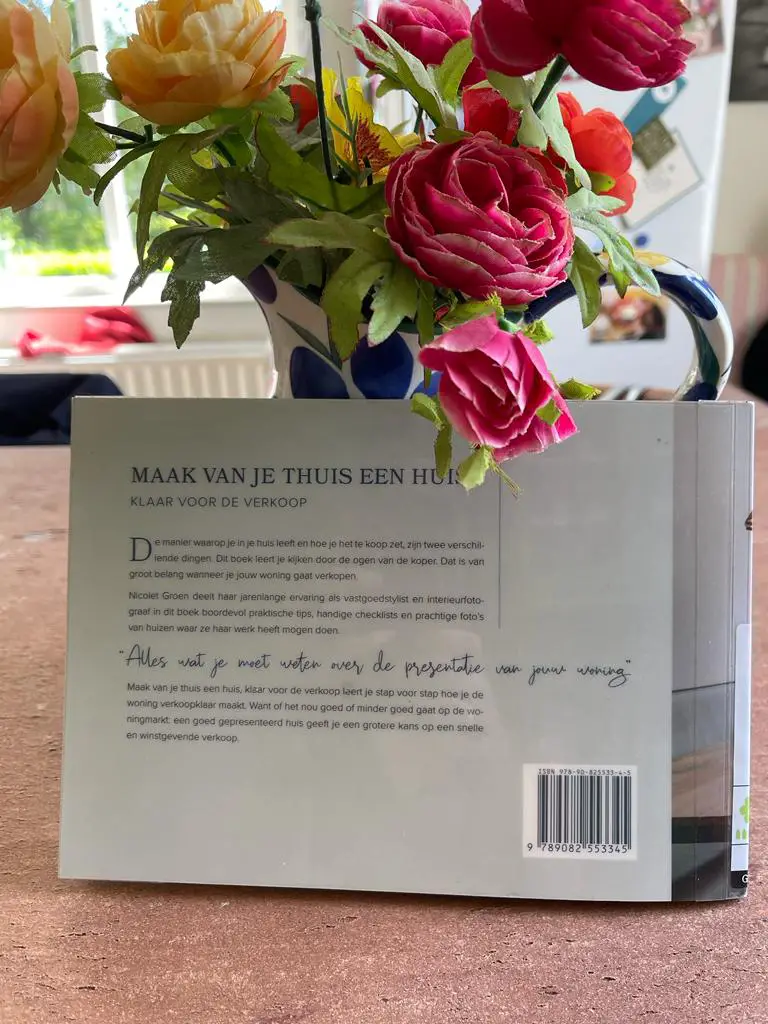 MAAK VAN JE THUIS EEN HUIS
KLAAR VOOR DE VERKOOP
De manier waarop je in je huis leeft en hoe je het te koop zet, zijn twee verschil-
lende dingen. Dit boek leert je kijken door de ogen van de koper. Dat is van
groot belang wanneer je jouw woning gaat verkopen.
Nicolet Groen deelt haar jarenlange ervaring als vastgoedstylist en interieurfoto-
graaf in dit boek boordevol praktische tips, handige checklists en prachtige foto's
van huizen waar ze haar werk heeft mogen doen.
"Alles wat je moet weten over de presentatie van jouw woning"
Maak van je thuis een huis, klaar voor de verkoop leert je stap voor stap hoe je de
woning verkoopklaar maakt. Want of het nou goed of minder goed gaat op de wo-
ningmarkt: een goed gepresenteerd huis geeft je een grotere kans op een snelle
en winstgevende verkoop.
ISBN 978-90-825533-4-5
9 789082 553345
G